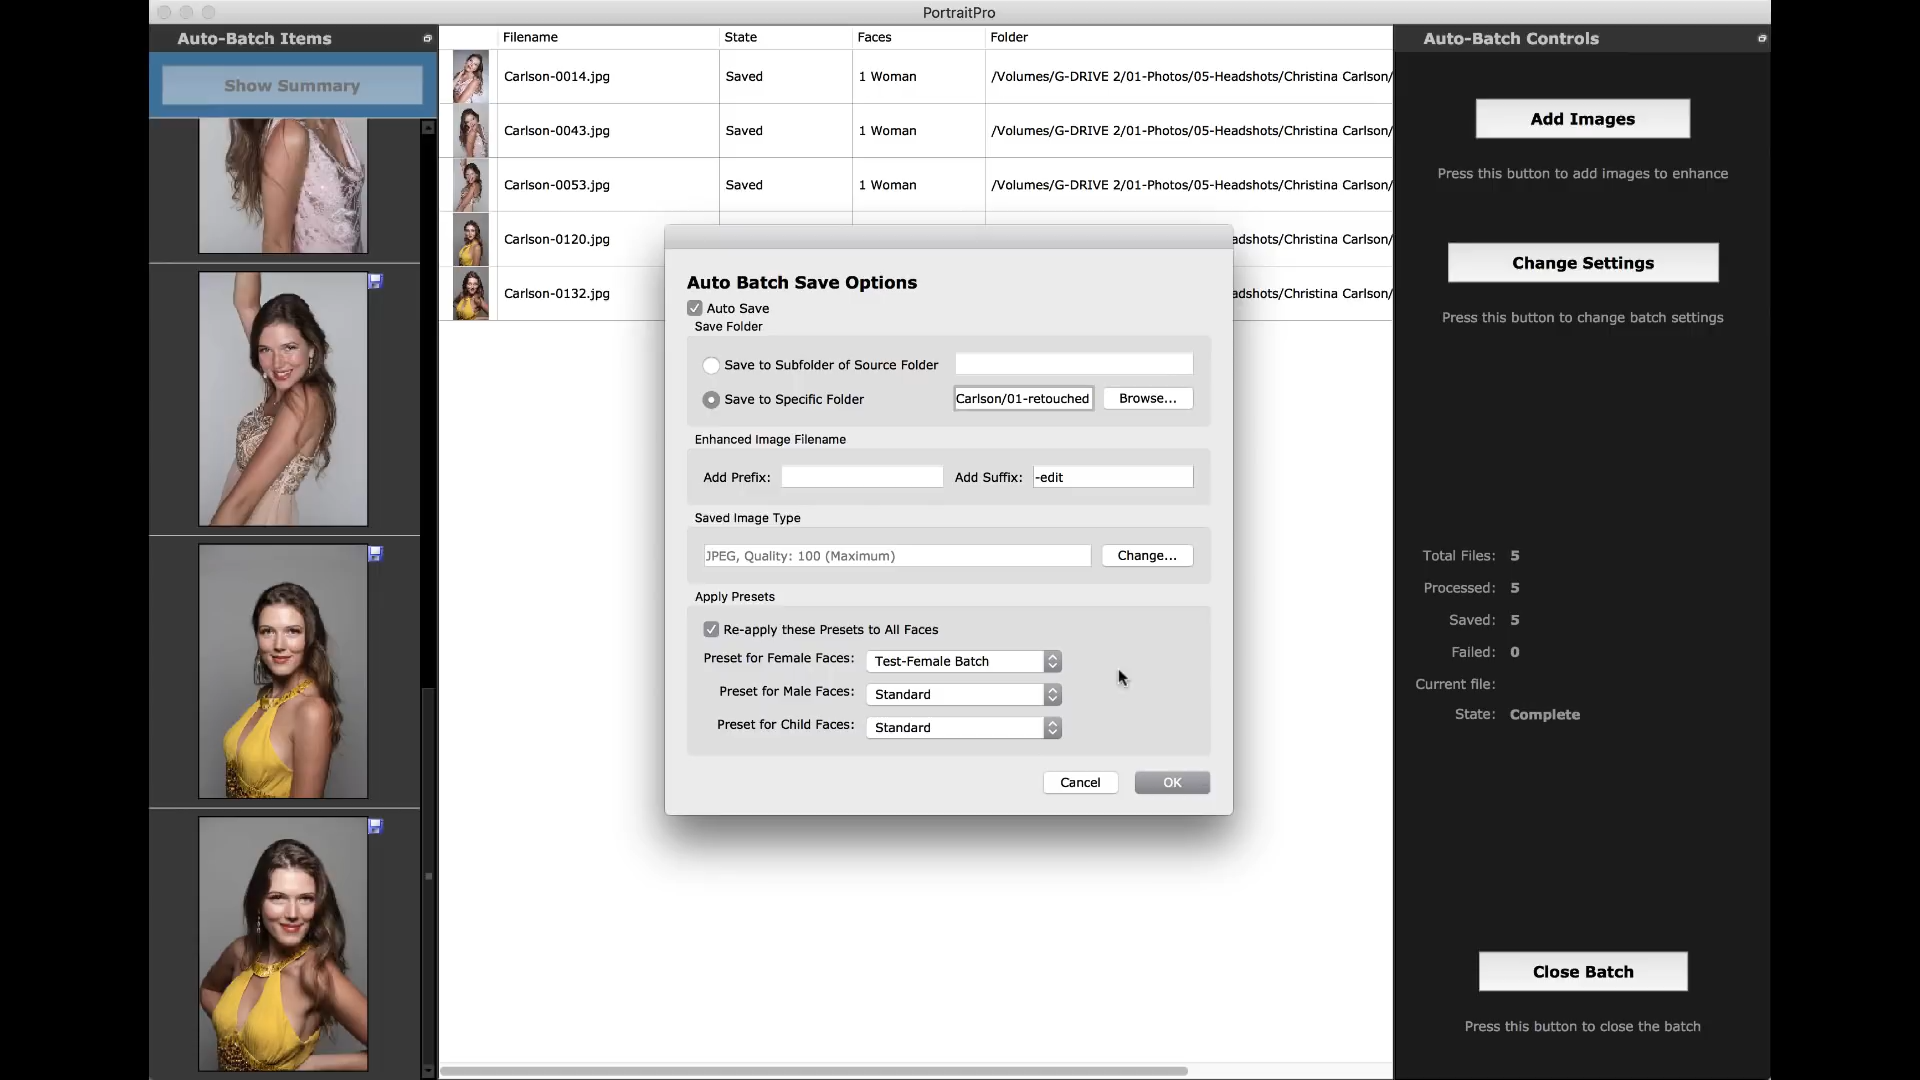 PortraitPro
Auto-Batch Items
Show Summary
Filename State Faces Folder
Carlson-0014.jpg Saved 1 Woman /Volumes/G-DRIVE 2/01-Photos/05-Headshots/Christina Carlson/
Carlson-0043.jpg Saved 1 Woman /Volumes/G-DRIVE 2/01-Photos/05-Headshots/Christina Carlson/
Carlson-0053.jpg Saved 1 Woman /Volumes/G-DRIVE 2/01-Photos/05-Headshots/Christina Carlson/
Carlson-0120.jpg adshots/Christina Carlson/
Carlson-0132.jpg adshots/Christina Carlson/
Auto Batch Save Options
Auto Save
Save Folder
Save to Subfolder of Source Folder
Save to Specific Folder Carlson/01-retouched Browse...
Enhanced Image Filename
Add Prefix: Add Suffix: -edit
Saved Image Type
JPEG, Quality: 100 (Maximum) Change...
Apply Presets
Re-apply these Presets to All Faces
Preset for Female Faces: Test-Female Batch
Preset for Male Faces: Standard
Preset for Child Faces: Standard
Cancel OK
Auto-Batch Controls
Add Images
Press this button to add images to enhance
Change Settings
Press this button to change batch settings
Total Files: 5
Processed: 5
Saved: 5
Failed: 0
Current file:
State: Complete
Close Batch
Press this button to close the batch